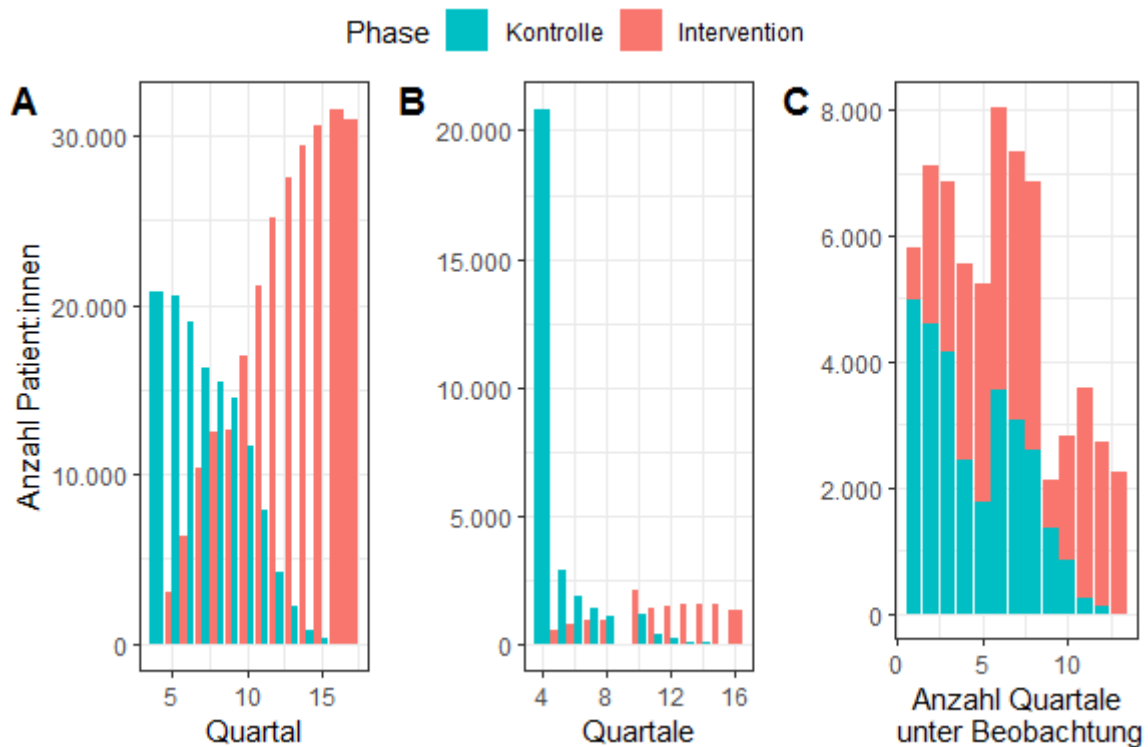 Phase Kontrolle Intervention
A
B
C
Anzahl Patient:innen
30.000
20.000
10.000
0
5 10 15
Quartal
20.000
15.000
10.000
5.000
0
4 8 12 16
Quartale
8.000
6.000
4.000
2.000
0
0 5 10
Anzahl Quartale
unter Beobachtung